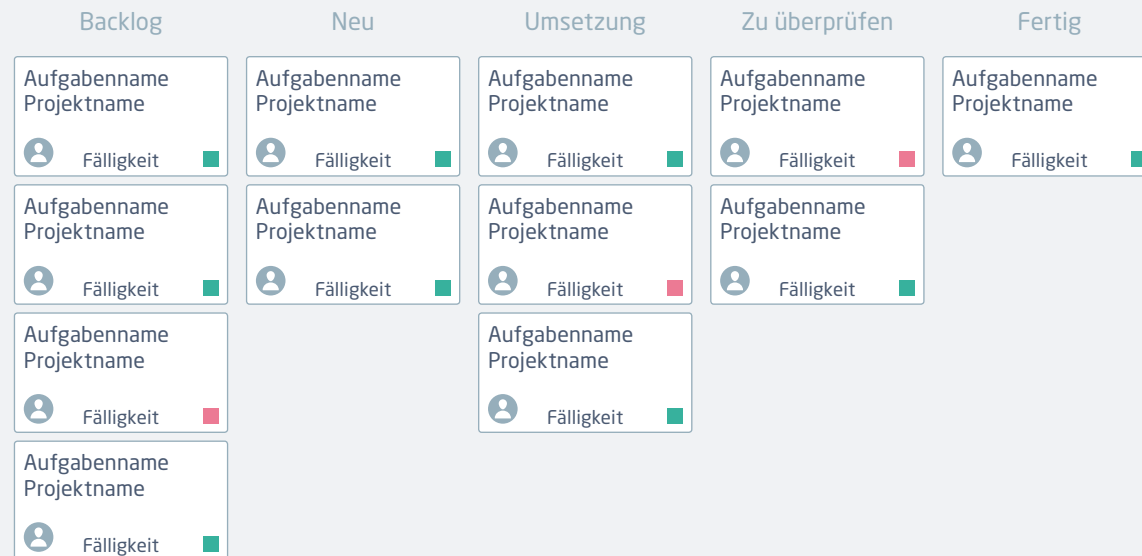 Backlog
Neu
Umsetzung
Zu überprüfen
Fertig
Aufgabenname
Projektname
Fälligkeit
Aufgabenname
Projektname
Fälligkeit
Aufgabenname
Projektname
Fälligkeit
Aufgabenname
Projektname
Fälligkeit
Aufgabenname
Projektname
Fälligkeit
Aufgabenname
Projektname
Fälligkeit
Aufgabenname
Projektname
Fälligkeit
Aufgabenname
Projektname
Fälligkeit
Aufgabenname
Projektname
Fälligkeit
Aufgabenname
Projektname
Fälligkeit
Aufgabenname
Projektname
Fälligkeit
Aufgabenname
Projektname
Fälligkeit